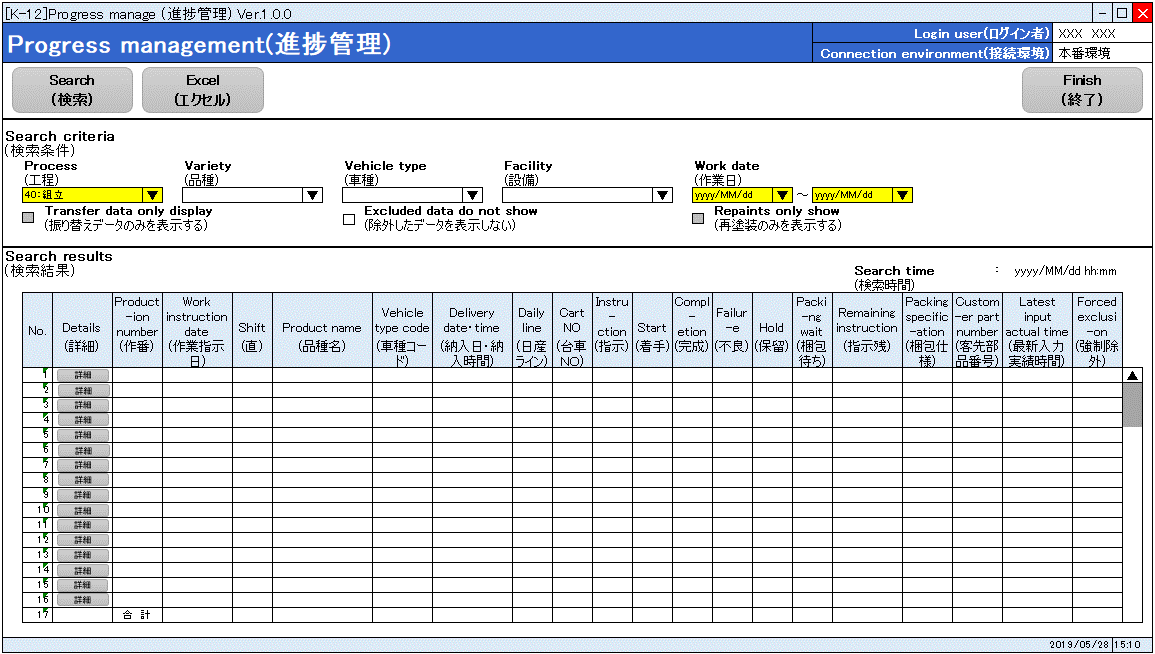 [K-12]Progress manage (進捗管理) Ver.1.0.0
Progress management(進捗管理)
Login user(ログイン者) XXX XXX
Connection environment(接続環境) 本番環境
Search
(検索)
Excel
(エクセル)
Finish
(終了)
Search criteria
(検索条件)
Process
(工程)
40:組立
Variety
(品種)
Vehicle type
(車種)
Facility
(設備)
Work date
(作業日)
yyyy/MM/dd ～ yyyy/MM/dd
Transfer data only display
(振り替えデータのみを表示する)
Excluded data do not show
(除外したデータを表示しない)
Repaints only show
(再塗装のみを表示する)
Search results
(検索結果)
Search time : yyyy/MM/dd hh:mm
(検索時間)
No.
Details
(詳細)
Product
-ion
number
(作番)
Work
instruction
date
(作業指示
日)
Shift
(直)
Product name
(品種名)
Vehicle
type code
(車種コー
ド)
Delivery
date・time
(納入日・納
入時間)
Daily
line
(日産
ライン)
Cart
NO
(台車
NO)
Instru
-
ction
(指示)
Start
(着手)
Compl
-
etion
(完成)
Failur
-e
(不良)
Hold
(保留)
Packi
-ng
wait
(梱包
待ち)
Remaining
instruction
(指示残)
Packing
specific
-ation
(梱包仕
様)
Custom
-er part
number
(客先部
品番号)
Latest
input
actual time
(最新入力
実績時間)
Forced
exclusi
-on
(強制除
外)
1 詳細
2 詳細
3 詳細
4 詳細
5 詳細
6 詳細
7 詳細
8 詳細
9 詳細
10 詳細
11 詳細
12 詳細
13 詳細
14 詳細
15 詳細
16 詳細
17 合 計
2019/05/28 15:10